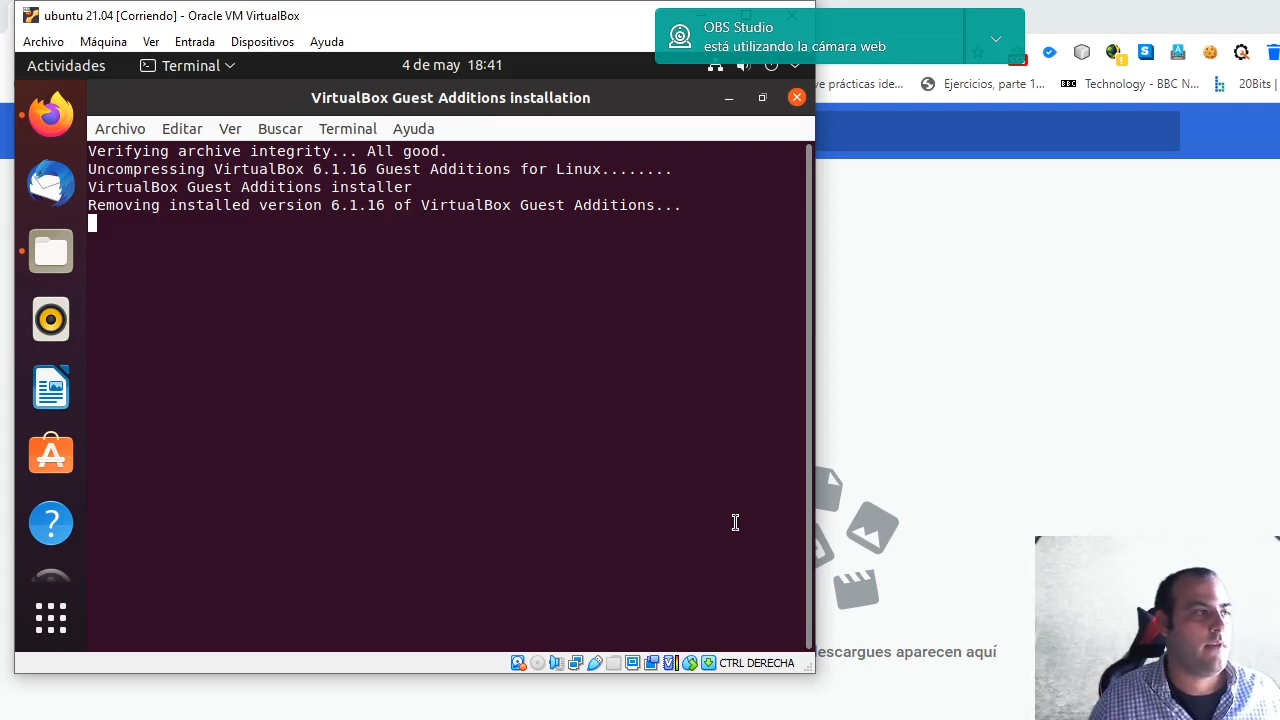 ubuntu 21.04 [Corriendo] - Oracle VM VirtualBox
Archivo Máquina Ver Entrada Dispositivos Ayuda
OBS Studio
está utilizando la cámara web
Actividades Terminal 4 de may 18:41
ve prácticas ide... Ejercicios, parte 1... BBC Technology - BBC N... 20Bits |
VirtualBox Guest Additions installation
Archivo Editar Ver Buscar Terminal Ayuda
Verifying archive integrity... All good.
Uncompressing VirtualBox 6.1.16 Guest Additions for Linux........
VirtualBox Guest Additions installer
Removing installed version 6.1.16 of VirtualBox Guest Additions...
descargues aparecen aquí
CTRL DERECHA